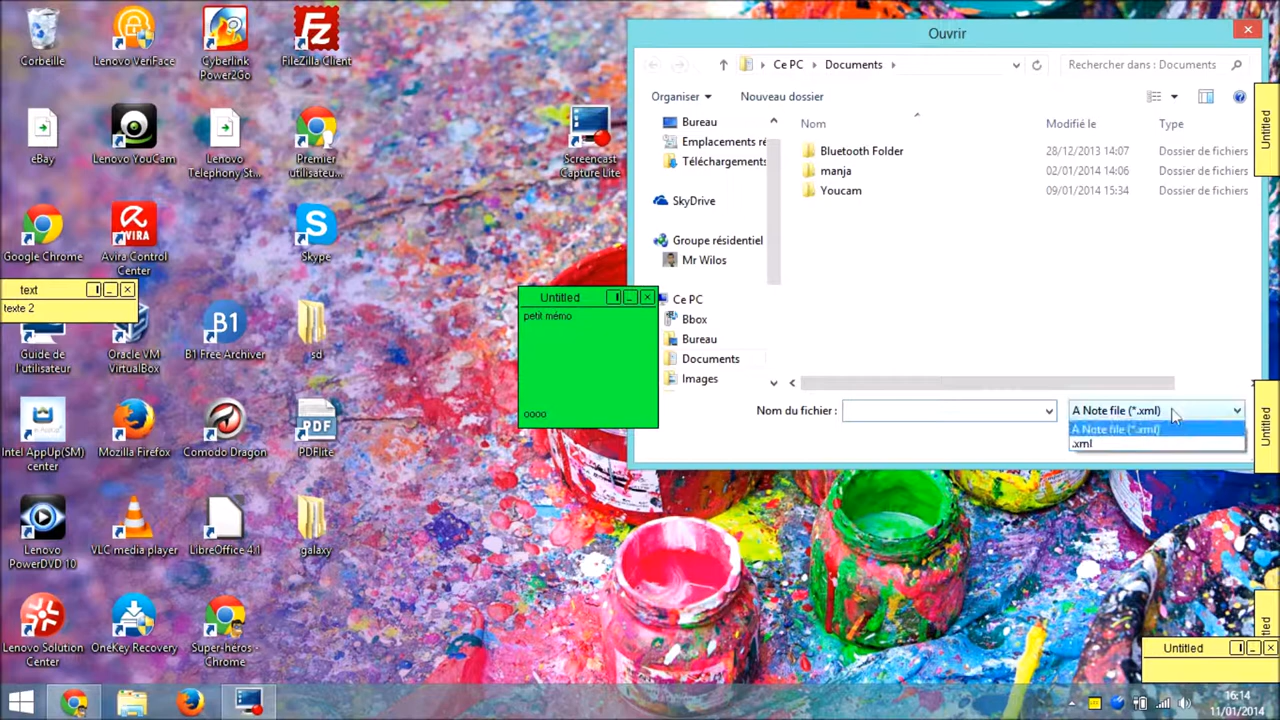 Corbeille
Lenovo VeriFace
Cyberlink
Power2Go
FileZilla Client
eBay
Lenovo YouCam
Lenovo
Telephony St...
Premier
utilisateu...
Screencast
Capture Lite
Google Chrome
Avira Control
Center
Skype
text
texte 2
Guide de
l'utilisateur
Oracle VM
VirtualBox
B1
B1 Free Archiver
sd
Intel AppUp(SM)
center
Mozilla Firefox
Comodo Dragon
PDF
PDFlite
Lenovo
PowerDVD 10
VLC media player
LibreOffice 4.1
galaxy
Lenovo Solution
Center
OneKey Recovery
Super-héros -
Chrome
Untitled
petit mémo
oooo
Ouvrir
Ce PC
Documents
Rechercher dans : Documents
Organiser
Nouveau dossier
Bureau
Emplacements ré
Téléchargements
SkyDrive
Groupe résidentiel
Mr Wilos
Ce PC
Bbox
Bureau
Documents
Images
Nom
Modifié le
Type
Bluetooth Folder
28/12/2013 14:07
Dossier de fichiers
manja
02/01/2014 14:06
Dossier de fichiers
Youcam
09/01/2014 15:34
Dossier de fichiers
Nom du fichier :
A Note file (*.xml)
A Note file (*.xml)
.xml
Untitled
Untitled
Untitled
16:14
11/01/2014